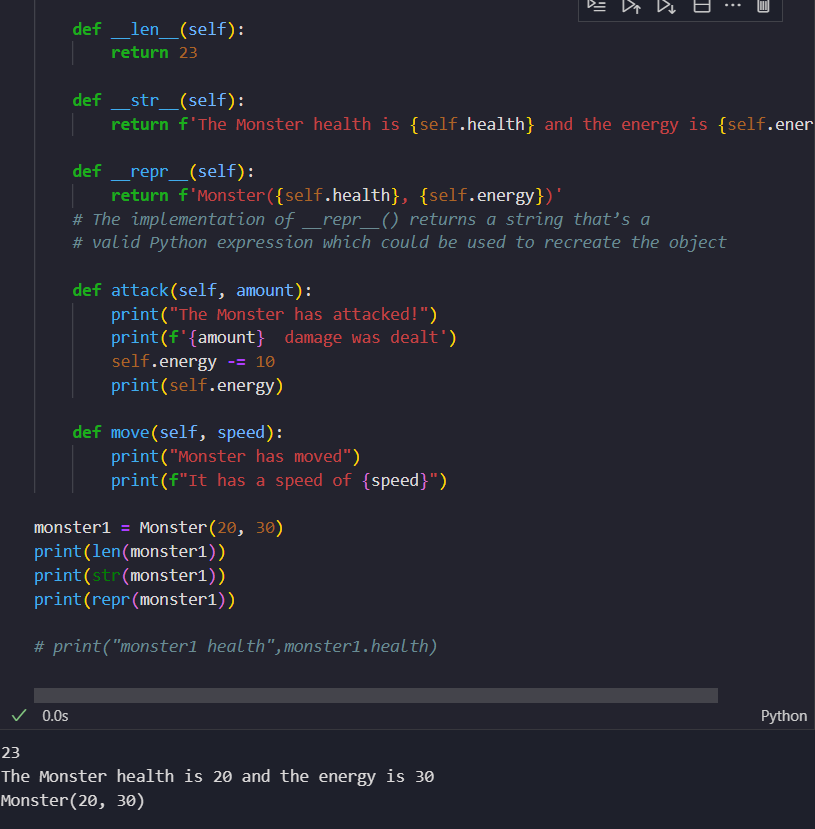 def __len__(self):
return 23
def __str__(self):
return f'The Monster health is {self.health} and the energy is {self.ener
def __repr__(self):
return f'Monster({self.health}, {self.energy})'
# The implementation of __repr__() returns a string that’s a
# valid Python expression which could be used to recreate the object
def attack(self, amount):
print("The Monster has attacked!")
print(f'{amount}  damage was dealt')
self.energy -= 10
print(self.energy)
def move(self, speed):
print("Monster has moved")
print(f"It has a speed of {speed}")
monster1 = Monster(20, 30)
print(len(monster1))
print(str(monster1))
print(repr(monster1))
# print("monster1 health",monster1.health)
0.0s
Python
23
The Monster health is 20 and the energy is 30
Monster(20, 30)